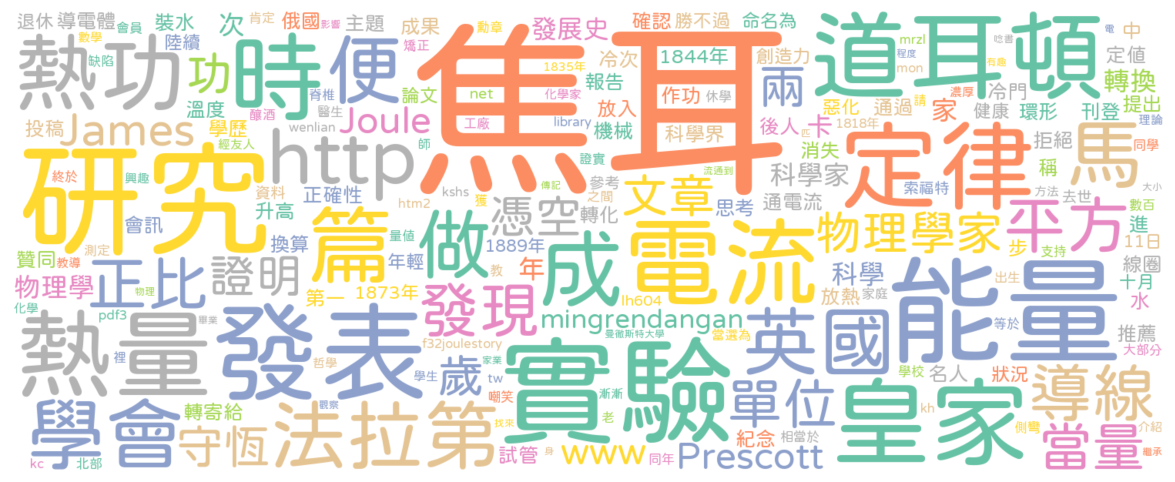 退休 導電體 裝水 次 俄國 影響 主題 成果 勳章 發展史 確認 勝不過 命名為 肯定 會員 數學 缺陷
熱功 時 便 焦耳 道耳頓 陸續 矯正 1835年 冷次 報告 1844年 創造力 mrzl 程度 電 中 定值 唸書 有趣
功 溫度 釀酒 脊椎 論文 net 化學家 放入 作功 休學 兩 惡化 通過 mon 家 濃厚 請 冷門 轉換 提出
投稿 James 學歷 經友人 wenlian 醫生 Joule 師 工廠 library 機械 科學界 後人 卡 1818年 匹 健康 環形 刊登 理論
研究 終於 興趣 http 證實 消失 科學家 定律 拒絕 馬 同學 稱
會訊 資料 正確性 htm2 kshs 傳記 獲 文章 之間 參考 流通到 思考 索福特 方法 去世 大小 數百
升高 篇 憑空 轉化 量值 做 成 電流 通電流 物理學家 平方 進 步 支持 11日
贊同 教導 測定 換算 正比 證明 1889年 教 年輕 年 發現 lh604 科學 放熱 家庭 能量 出生 線圈 十月
物理學 化學 物理 pdf3 畢業 第一 1873年 mingrendangan 曼徹斯特大學 當選為 英國 等於 水 推薦 大部分
熱量 裡 發表 哲學 f32joulestory 家業 歲 學生 tw 嘲笑 實驗 漸漸 單位 學校 名人 狀況
學會 轉寄給 觀察 守恆 法拉第 老 找來 皇家 kh 導線 側彎 介紹
kc 北部 試管 身 www 同年 Prescott 紀念 相當於 當量 繼承